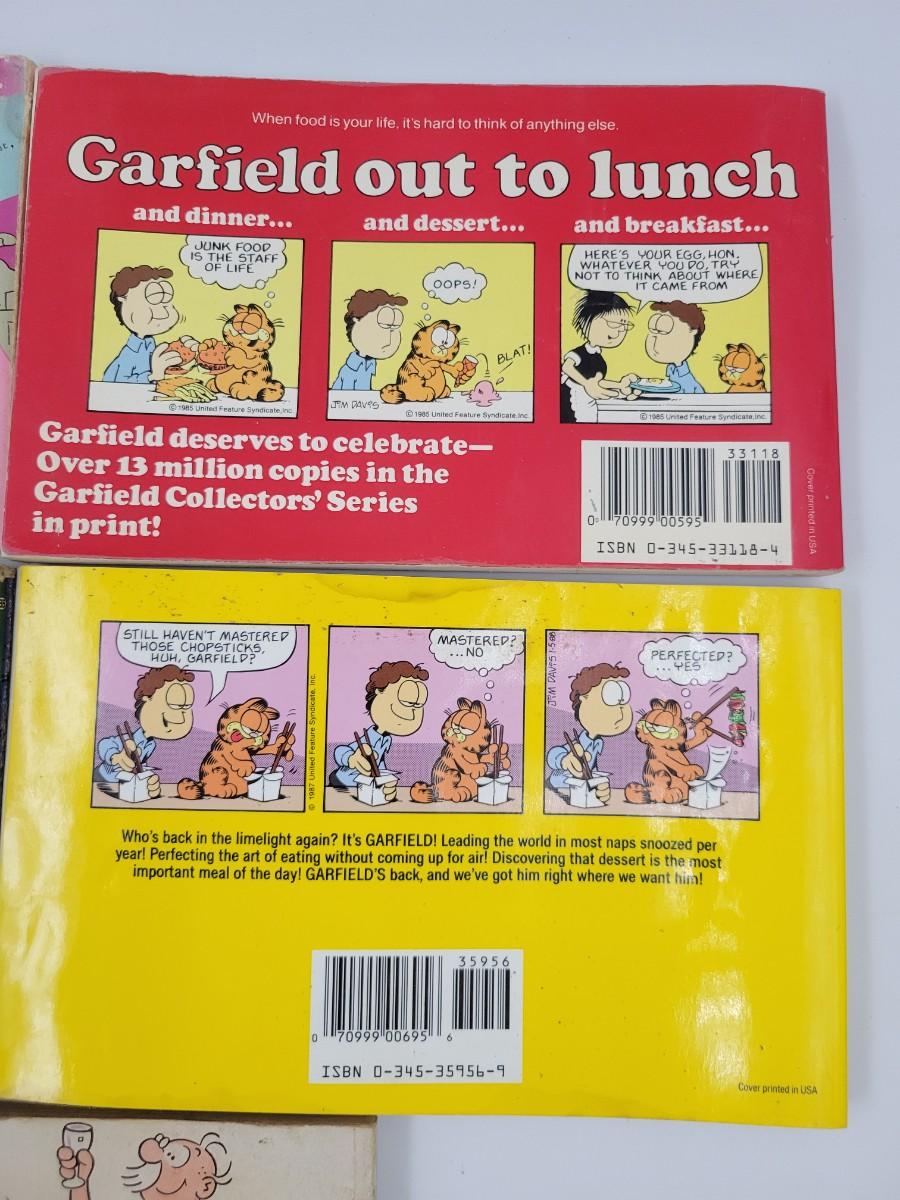 When food is your life, it's hard to think of anything else.
Garfield out to lunch
and dinner...
and dessert...
and breakfast...
JUNK FOOD
IS THE STAFF
OF LIFE
© 1985 United Feature Syndicate, Inc.
OOPS!
BLAT!
JIM DAVIS
© 1985 United Feature Syndicate, Inc.
HERE'S YOUR EGG, HON.
WHATEVER YOU DO, TRY
NOT TO THINK ABOUT WHERE
IT CAME FROM
© 1985 United Feature Syndicate, Inc.
Garfield deserves to celebrate—
Over 13 million copies in the
Garfield Collectors' Series
in print!
33118
0 70999 00595
ISBN 0-345-33118-4
Cover printed in USA
STILL HAVEN'T MASTERED
THOSE CHOPSTICKS,
HUH, GARFIELD?
© 1987 United Feature Syndicate, Inc.
MASTERED?
...NO
JIM DAVIS 1-5-88
PERFECTED?
...YES
Who's back in the limelight again? It's GARFIELD! Leading the world in most naps snoozed per
year! Perfecting the art of eating without coming up for air! Discovering that dessert is the most
important meal of the day! GARFIELD'S back, and we've got him right where we want him!
35956
0 70999 00695 6
ISBN 0-345-35956-9
Cover printed in USA